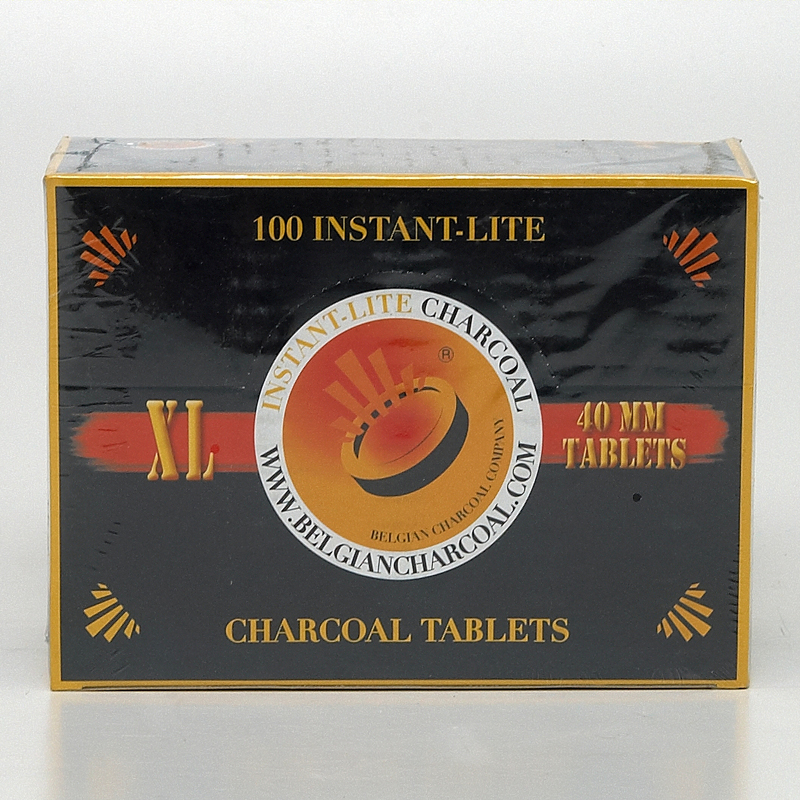 100 INSTANT-LITE
INSTANT-LITE CHARCOAL
®
XL
40 MM
TABLETS
BELGIAN CHARCOAL COMPANY
WWW.BELGIANCHARCOAL.COM
CHARCOAL TABLETS